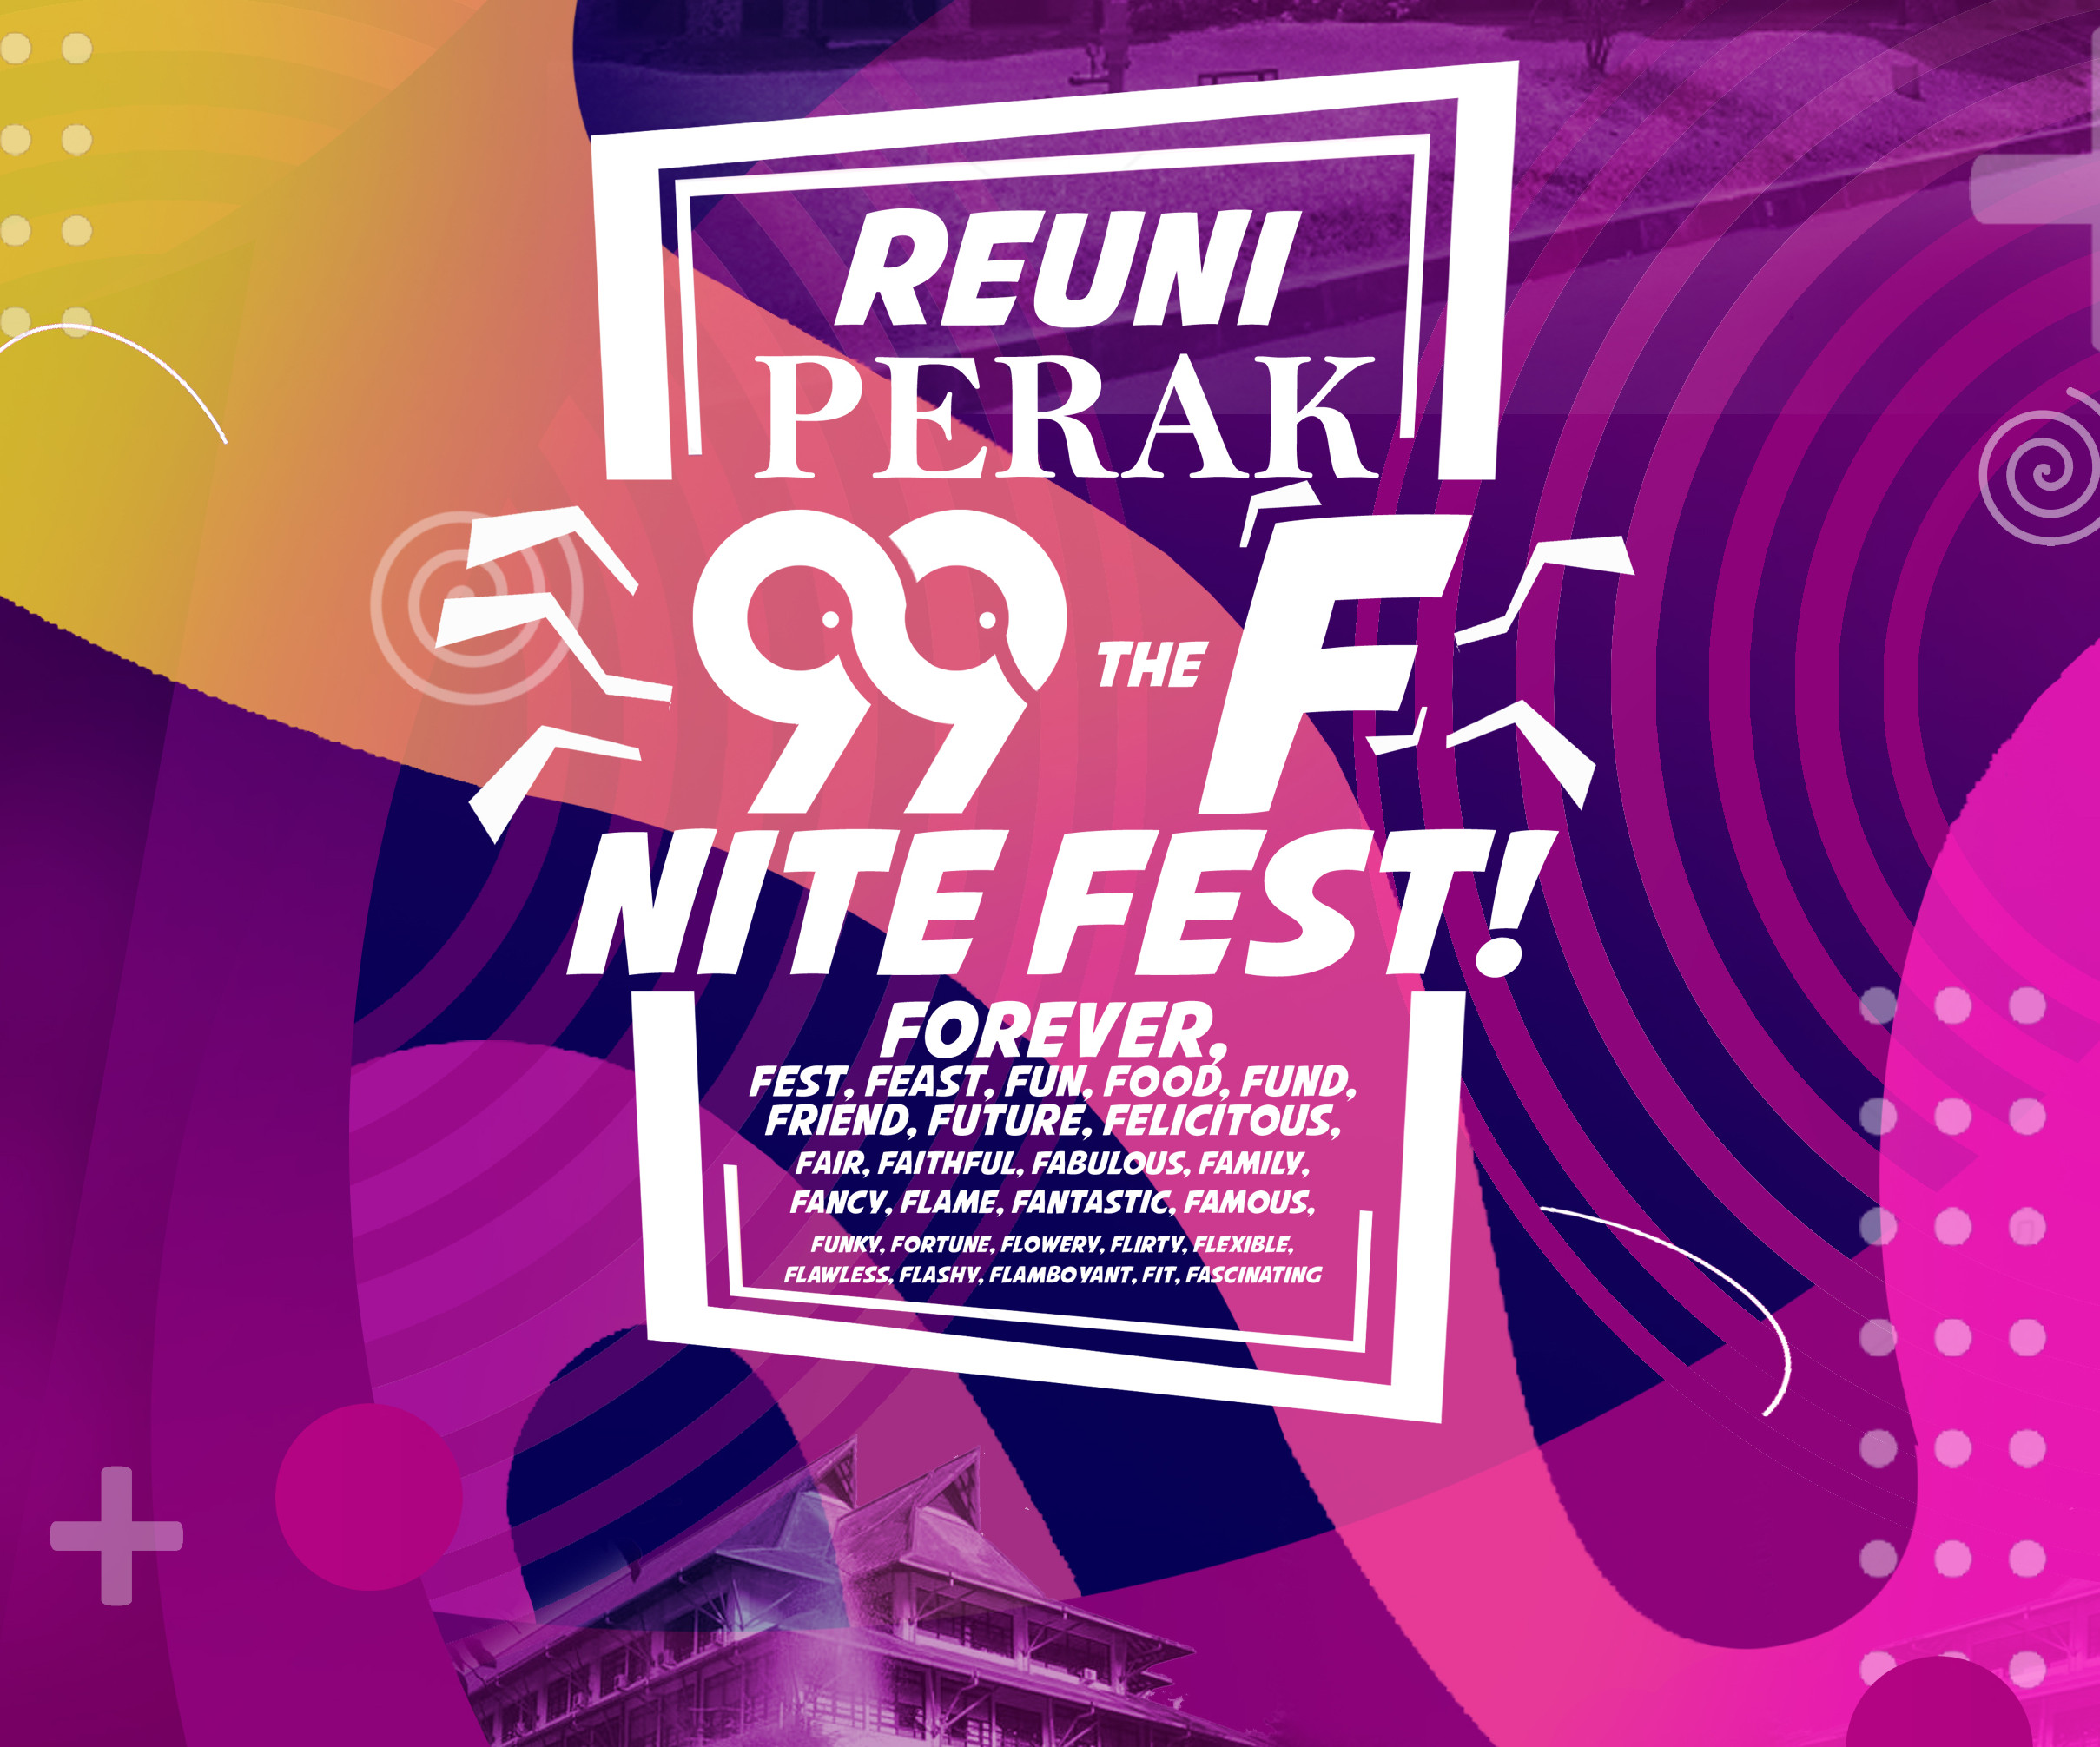 REUNI
PERAK
99 THE F
NITE FEST!
FOREVER,
FEST, FEAST, FUN, FOOD, FUND,
FRIEND, FUTURE, FELICITOUS,
FAIR, FAITHFUL, FABULOUS, FAMILY,
FANCY, FLAME, FANTASTIC, FAMOUS,
FUNKY, FORTUNE, FLOWERY, FLIRTY, FLEXIBLE,
FLAWLESS, FLASHY, FLAMBOYANT, FIT, FASCINATING